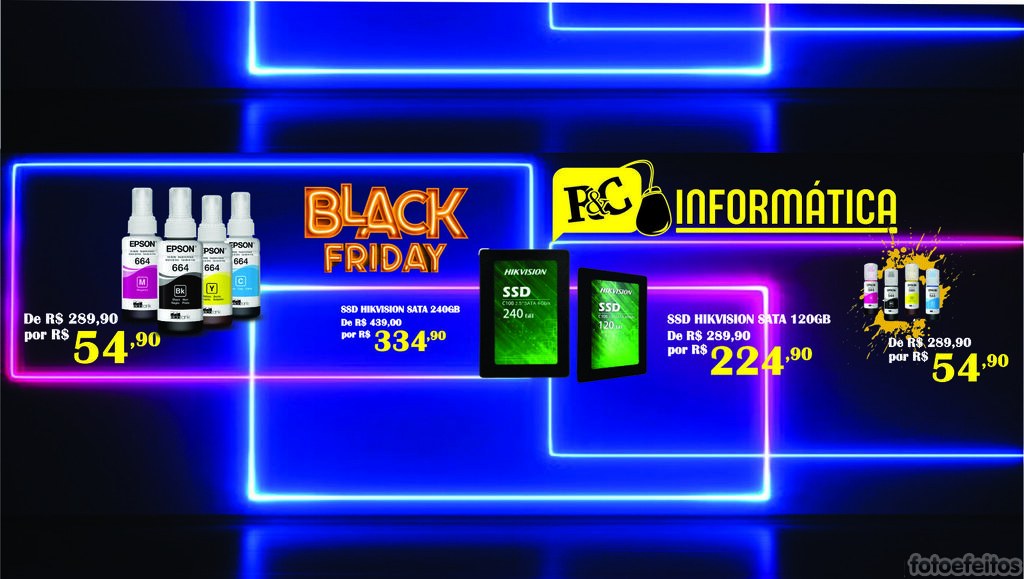 BLACK
FRIDAY
P&C INFORMÁTICA
EPSON
664
M
EPSON
664
Bk
EPSON
664
Y
EPSON
664
C
De R$ 289,90
por R$ 54,90
SSD HIKVISION SATA 240GB
De R$ 439,00
por R$ 334,90
HIKVISION
SSD
240
HIKVISION
SSD
120
SSD HIKVISION SATA 120GB
De R$ 289,90
por R$ 224,90
De R$ 289,90
por R$ 54,90
fotoefeitos